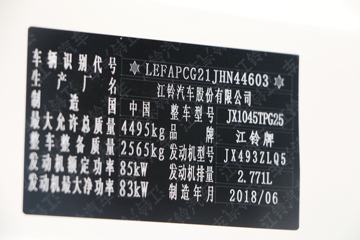 车辆识别代号 ✡LEFAPCG21JHN44603✡
生产厂名 江铃汽车股份有限公司
制造国 中国 整车型号 JX1045TPG25
最大允许总质量 4495kg 品牌 江铃牌
整车整备质量 2565kg 发动机型号 JX493ZLQ5
发动机额定功率 85kW 发动机排量 2.771L
发动机最大净功率 83kW 制造年月 2018/06